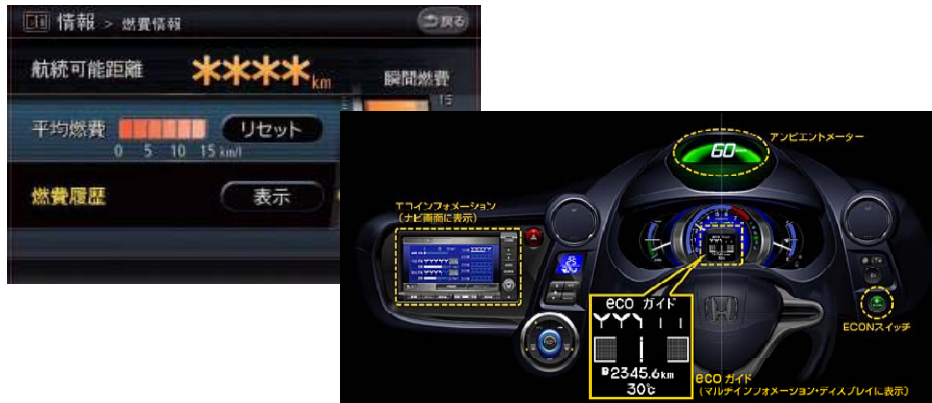 情報 > 燃費情報
戻る
航続可能距離
****km
瞬間燃費
15
平均燃費
リセット
0 5 10 15 km/l
燃費履歴
表示
アンビエントメーター
60
エコインフォメーション
(ナビ画面に表示)
eco ガイド
B2345.6km
30℃
ECONスイッチ
eco ガイド
(マルチインフォメーション・ディスプレイに表示)